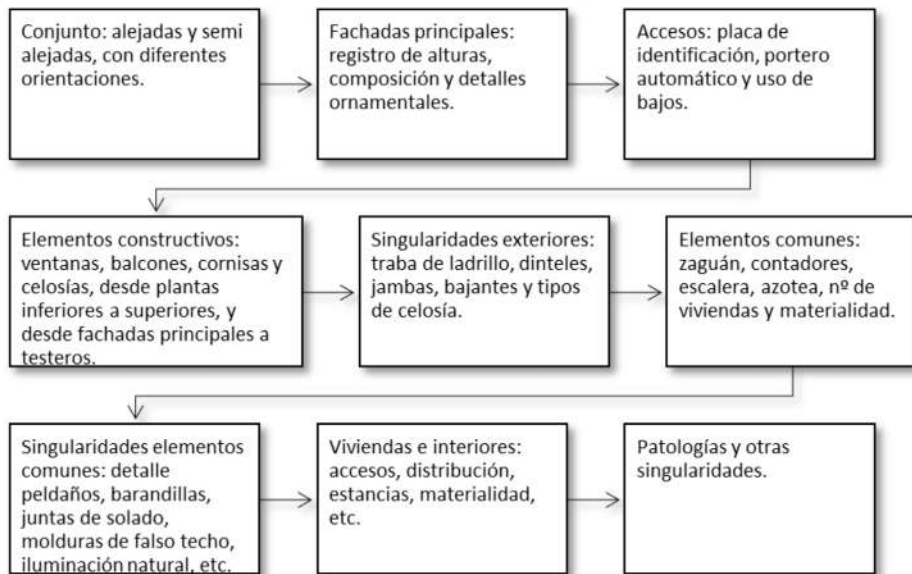 Conjunto: alejadas y semi
alejadas, con diferentes
orientaciones.
Fachadas principales:
registro de alturas,
composición y detalles
ornamentales.
Accesos: placa de
identificación, portero
automático y uso de
bajos.
Elementos constructivos:
ventanas, balcones, cornisas y
celosías, desde plantas
inferiores a superiores, y
desde fachadas principales a
testeros.
Singularidades exteriores:
traba de ladrillo, dinteles,
jambas, bajantes y tipos
de celosía.
Elementos comunes:
zaguán, contadores,
escalera, azotea, nº de
viviendas y materialidad.
Singularidades elementos
comunes: detalle
peldaños, barandillas,
juntas de solado,
molduras de falso techo,
iluminación natural, etc.
Viviendas e interiores:
accesos, distribución,
estancias, materialidad,
etc.
Patologías y otras
singularidades.